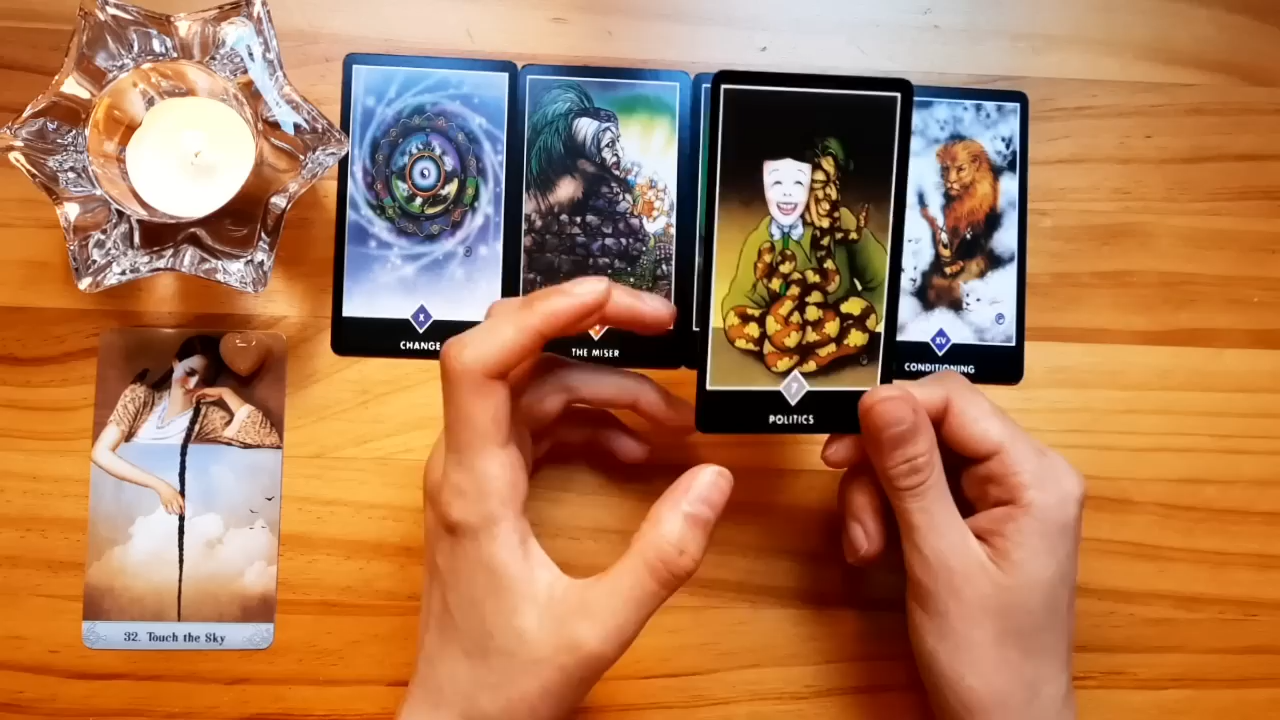 X
CHANGE
THE MISER
7
POLITICS
XV
CONDITIONING
32. Touch the Sky